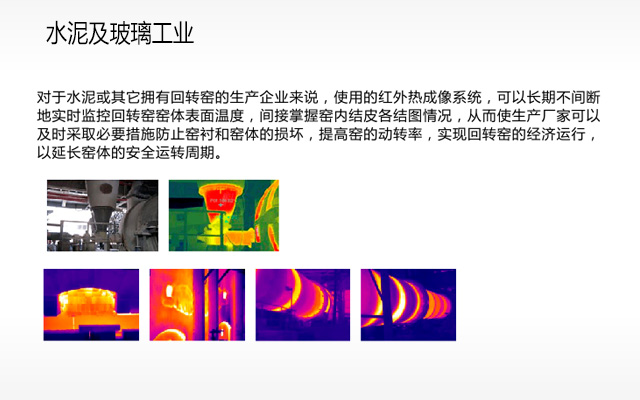 水泥及玻璃工业
对于水泥或其它拥有回转窑的生产企业来说，使用的红外热成像系统，可以长期不间断
地实时监控回转窑窑体表面温度，间接掌握窑内结皮各结图情况，从而使生产厂家可以
及时采取必要措施防止窑衬和窑体的损坏，提高窑的动转率，实现回转窑的经济运行，
以延长窑体的安全运转周期。